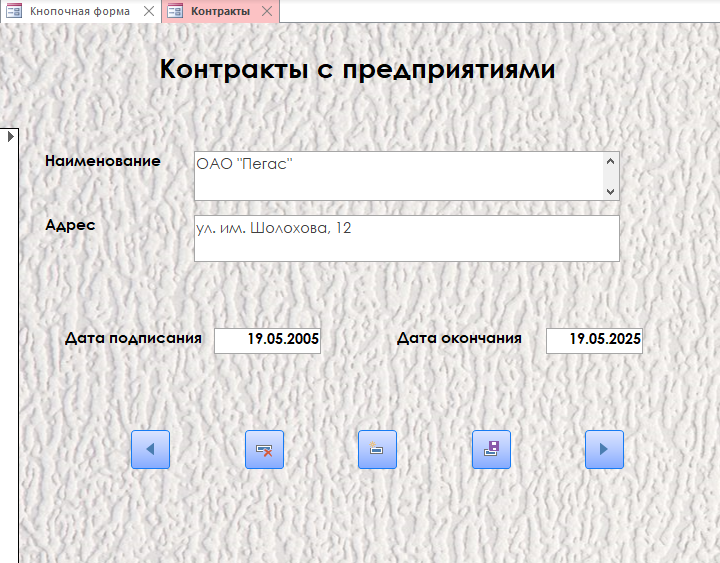 Кнопочная форма
Контракты
Контракты с предприятиями
Наименование
ОАО "Пегас"
Адрес
ул. им. Шолохова, 12
Дата подписания
19.05.2005
Дата окончания
19.05.2025